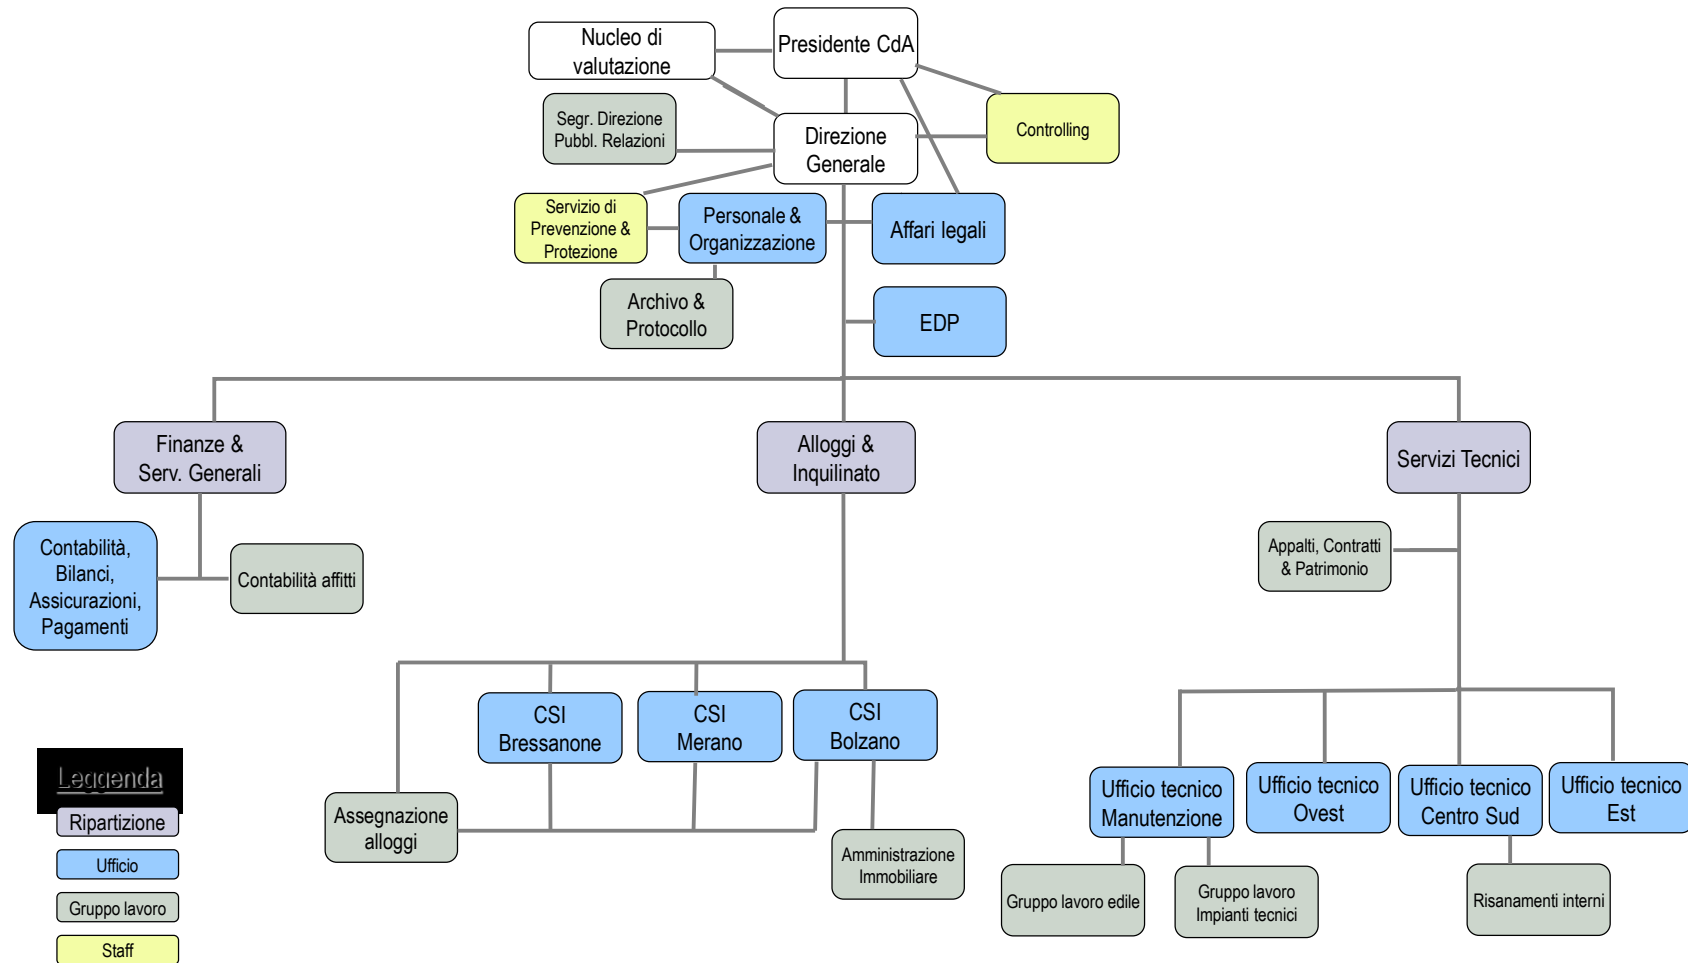 Nucleo di
valutazione
Presidente CdA
Segr. Direzione
Pubbl. Relazioni
Direzione
Generale
Controlling
Servizio di
Prevenzione &
Protezione
Personale &
Organizzazione
Affari legali
Archivo &
Protocollo
EDP
Finanze &
Serv. Generali
Alloggi &
Inquilinato
Servizi Tecnici
Contabilità,
Bilanci,
Assicurazioni,
Pagamenti
Contabilità affitti
Appalti, Contratti
& Patrimonio
CSI
Bressanone
CSI
Merano
CSI
Bolzano
Assegnazione
alloggi
Amministrazione
Immobiliare
Ufficio tecnico
Manutenzione
Ufficio tecnico
Ovest
Ufficio tecnico
Centro Sud
Ufficio tecnico
Est
Gruppo lavoro edile
Gruppo lavoro
Impianti tecnici
Risanamenti interni
Leggenda
Ripartizione
Ufficio
Gruppo lavoro
Staff